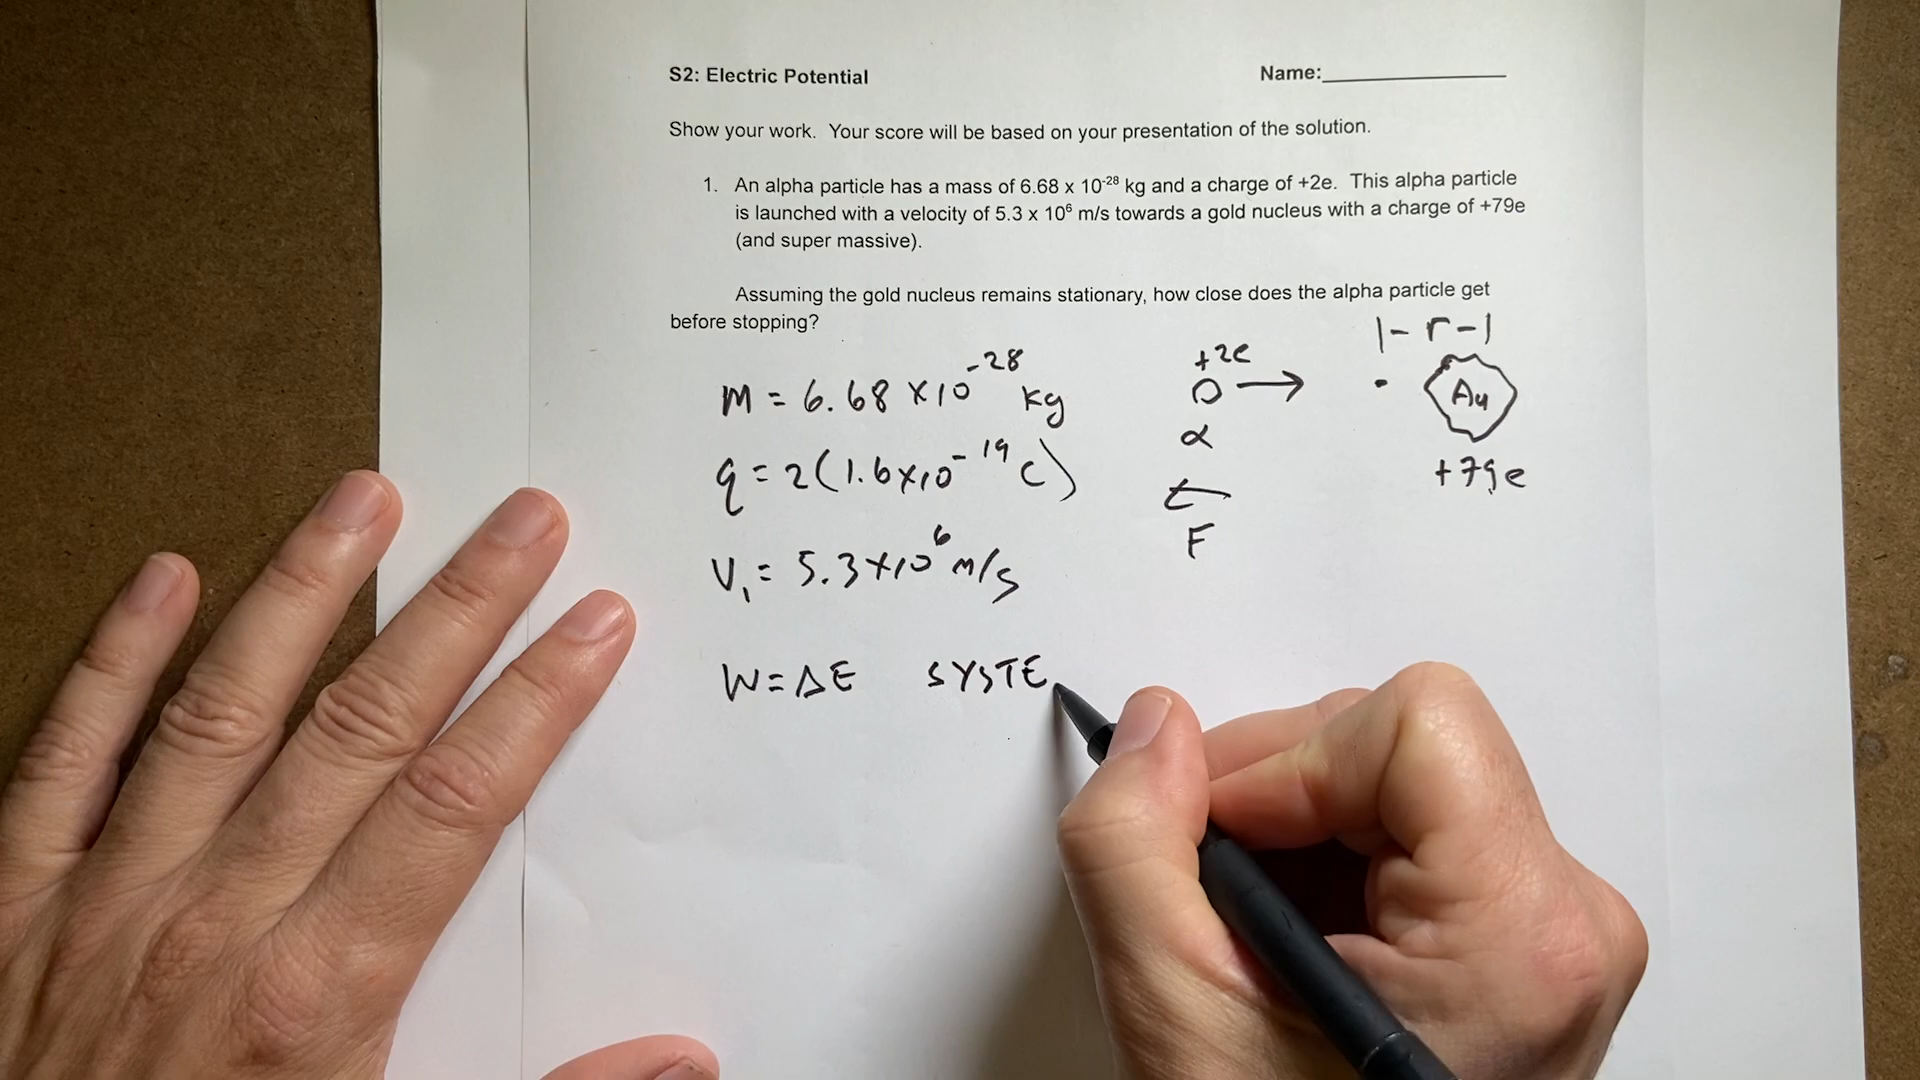 S2: Electric Potential Name:
Show your work. Your score will be based on your presentation of the solution.
1. An alpha particle has a mass of 6.68 x 10⁻²⁸ kg and a charge of +2e. This alpha particle
is launched with a velocity of 5.3 x 10⁶ m/s towards a gold nucleus with a charge of +79e
(and super massive).
Assuming the gold nucleus remains stationary, how close does the alpha particle get
before stopping?
m = 6.68 x 10⁻²⁸ kg
q = 2(1.6x10⁻¹⁹ C)
v₁ = 5.3 x 10⁶ m/s
W = ΔE SYSTE
|- r -|
+2e
Au
α
+79e
F